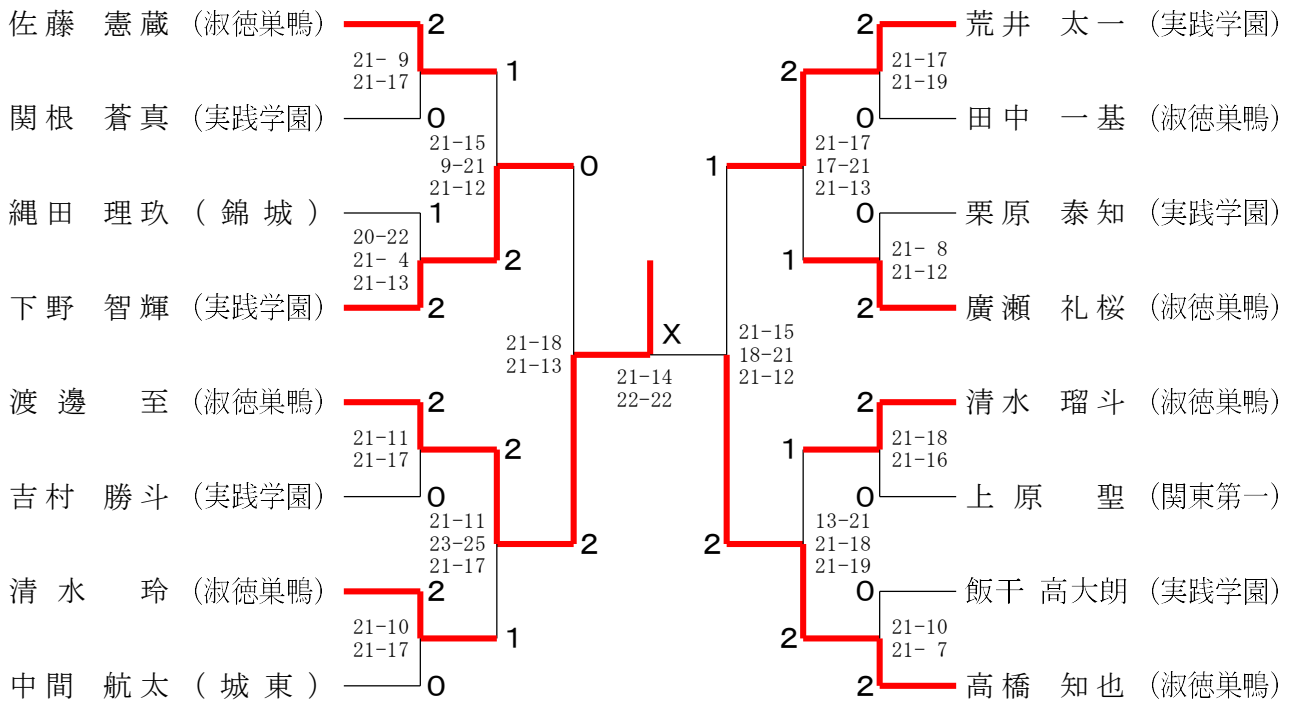 佐藤 憲蔵 (淑徳巣鴨) 2
21- 9
21-17
1
関根 蒼真 (実践学園) 0
21-15
9-21
21-12
0
縄田 理玖 (錦城) 1
20-22
21- 4
21-13
2
下野 智輝 (実践学園) 2
21-18
21-13
渡邊 至 (淑徳巣鴨) 2
21-11
21-17
2
吉村 勝斗 (実践学園) 0
21-11
23-25
21-17
2
清水 玲 (淑徳巣鴨) 2
21-10
21-17
1
中間 航太 (城東) 0
X
21-14
22-22
2 荒井 太一 (実践学園)
2
21-17
21-19
0 田中 一基 (淑徳巣鴨)
1
21-17
17-21
21-13
0 栗原 泰知 (実践学園)
1
21- 8
21-12
2 廣瀬 礼桜 (淑徳巣鴨)
21-15
18-21
21-12
2 清水 瑠斗 (淑徳巣鴨)
1
21-18
21-16
0 上原 聖 (関東第一)
2
13-21
21-18
21-19
0 飯干 高大朗 (実践学園)
2
21-10
21- 7
2 高橋 知也 (淑徳巣鴨)